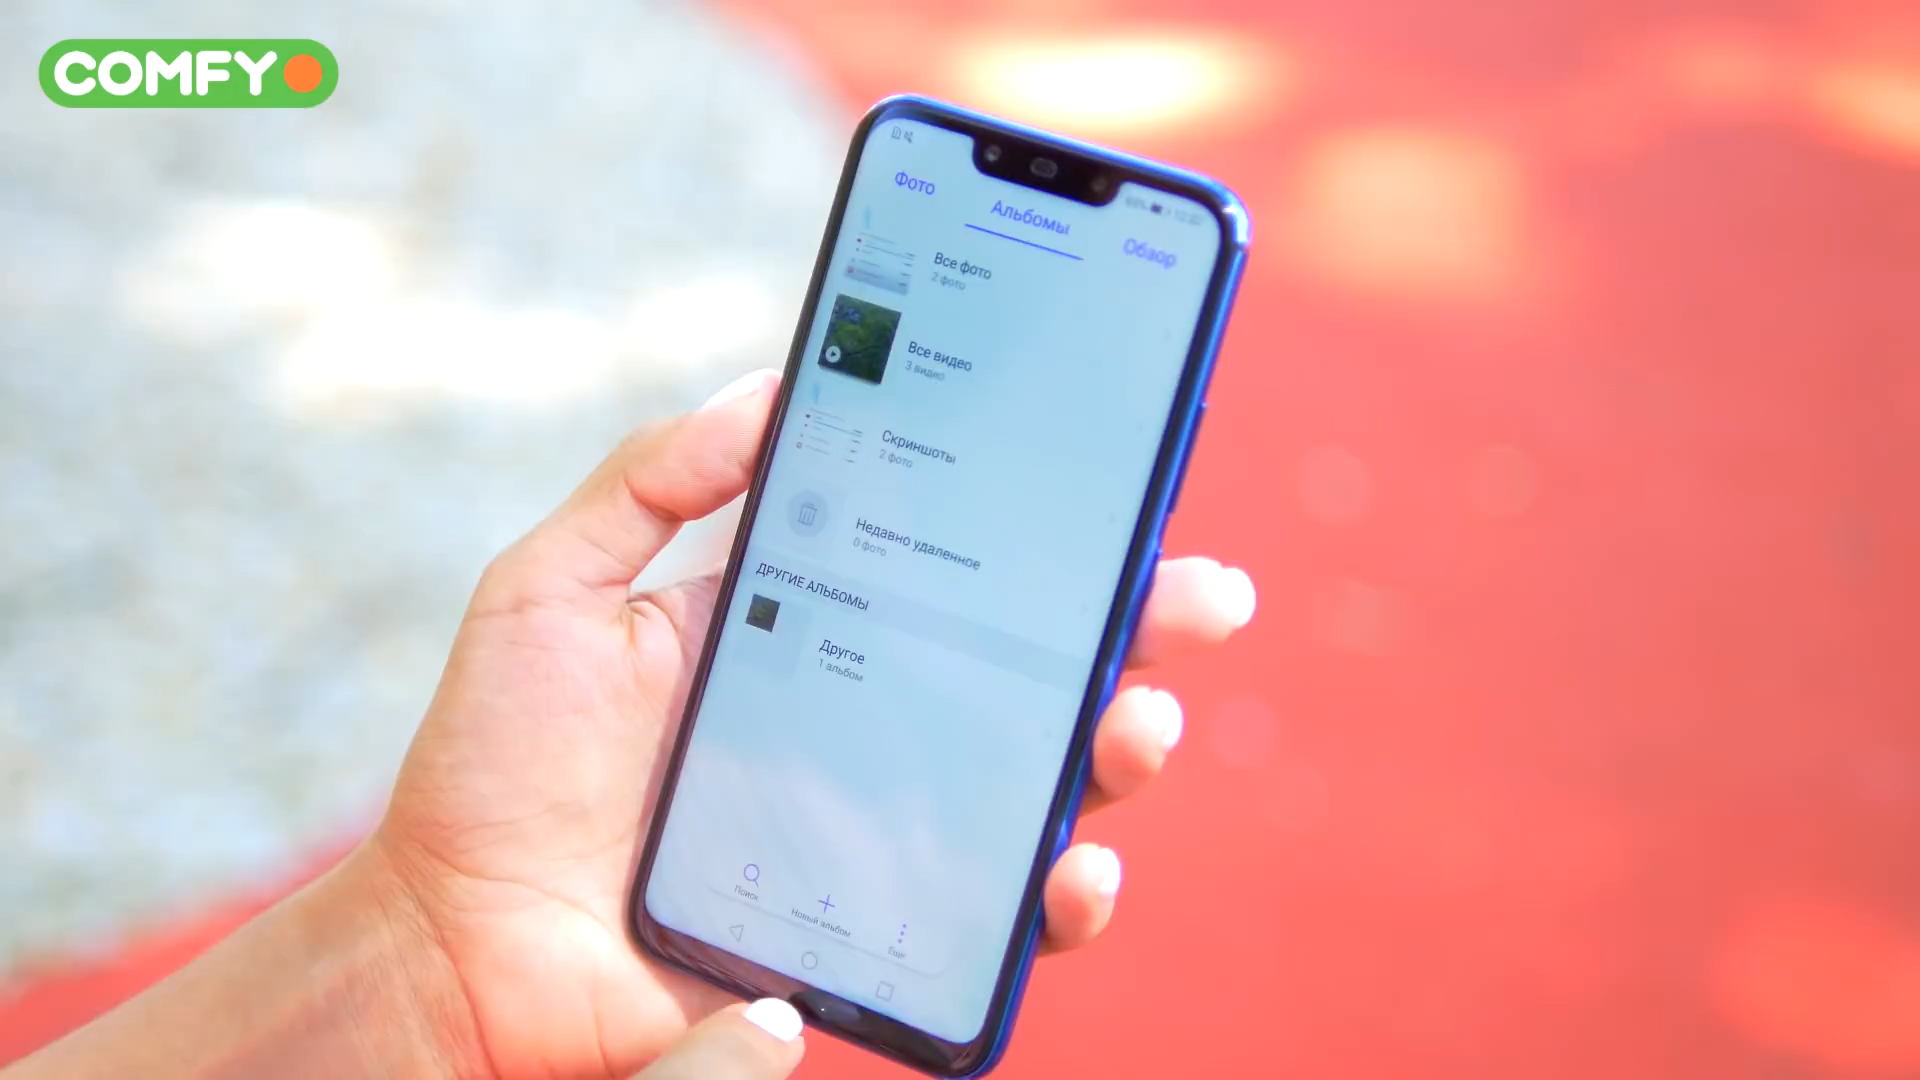 COMFY
Фото
Альбомы
Обзор
Все фото
2 фото
Все видео
3 видео
Скриншоты
2 фото
Недавно удаленное
0 фото
ДРУГИЕ АЛЬБОМЫ
Другое
1 альбом
Поиск
Новый альбом
Еще